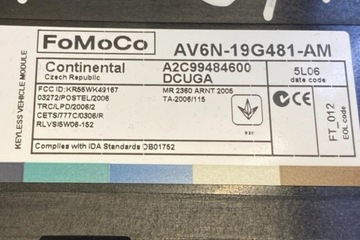 FoMoCo
AV6N-19G481-AM
KEYLESS VEHICLE MODULE
Continental
Czech Republic
A2C99484600
DCUGA
5L06
date code
FCC ID: KR55WK49167
03272/POSTEL/2006
TRC/LPD/2006/2
CETS/777C/0306/R
RLVSI5W06-152
MR 2360 ARNT 2005
TA-2006/115
CE
FT_012
EOL code
Complies with IDA Standards DB01752